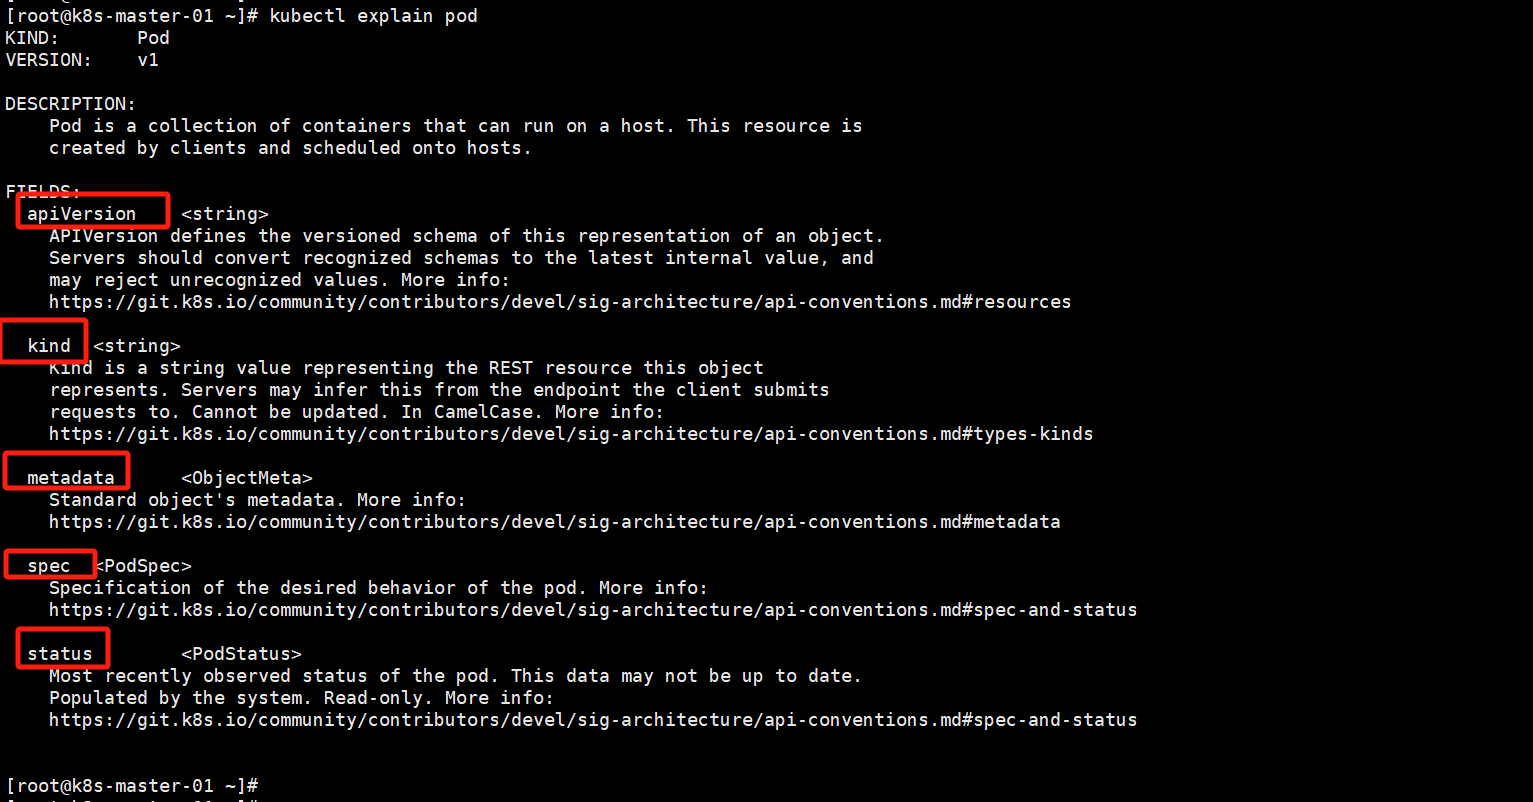 [root@k8s-master-01 ~]# kubectl explain pod
KIND:       Pod
VERSION:    v1

DESCRIPTION:
    Pod is a collection of containers that can run on a host. This resource is
    created by clients and scheduled onto hosts.

FIELDS:
  apiVersion    <string>
    APIVersion defines the versioned schema of this representation of an object.
    Servers should convert recognized schemas to the latest internal value, and
    may reject unrecognized values. More info:
    https://git.k8s.io/community/contributors/devel/sig-architecture/api-conventions.md#resources

  kind  <string>
    Kind is a string value representing the REST resource this object
    represents. Servers may infer this from the endpoint the client submits
    requests to. Cannot be updated. In CamelCase. More info:
    https://git.k8s.io/community/contributors/devel/sig-architecture/api-conventions.md#types-kinds

  metadata      <ObjectMeta>
    Standard object's metadata. More info:
    https://git.k8s.io/community/contributors/devel/sig-architecture/api-conventions.md#metadata

  spec  <PodSpec>
    Specification of the desired behavior of the pod. More info:
    https://git.k8s.io/community/contributors/devel/sig-architecture/api-conventions.md#spec-and-status

  status        <PodStatus>
    Most recently observed status of the pod. This data may not be up to date.
    Populated by the system. Read-only. More info:
    https://git.k8s.io/community/contributors/devel/sig-architecture/api-conventions.md#spec-and-status


[root@k8s-master-01 ~]#